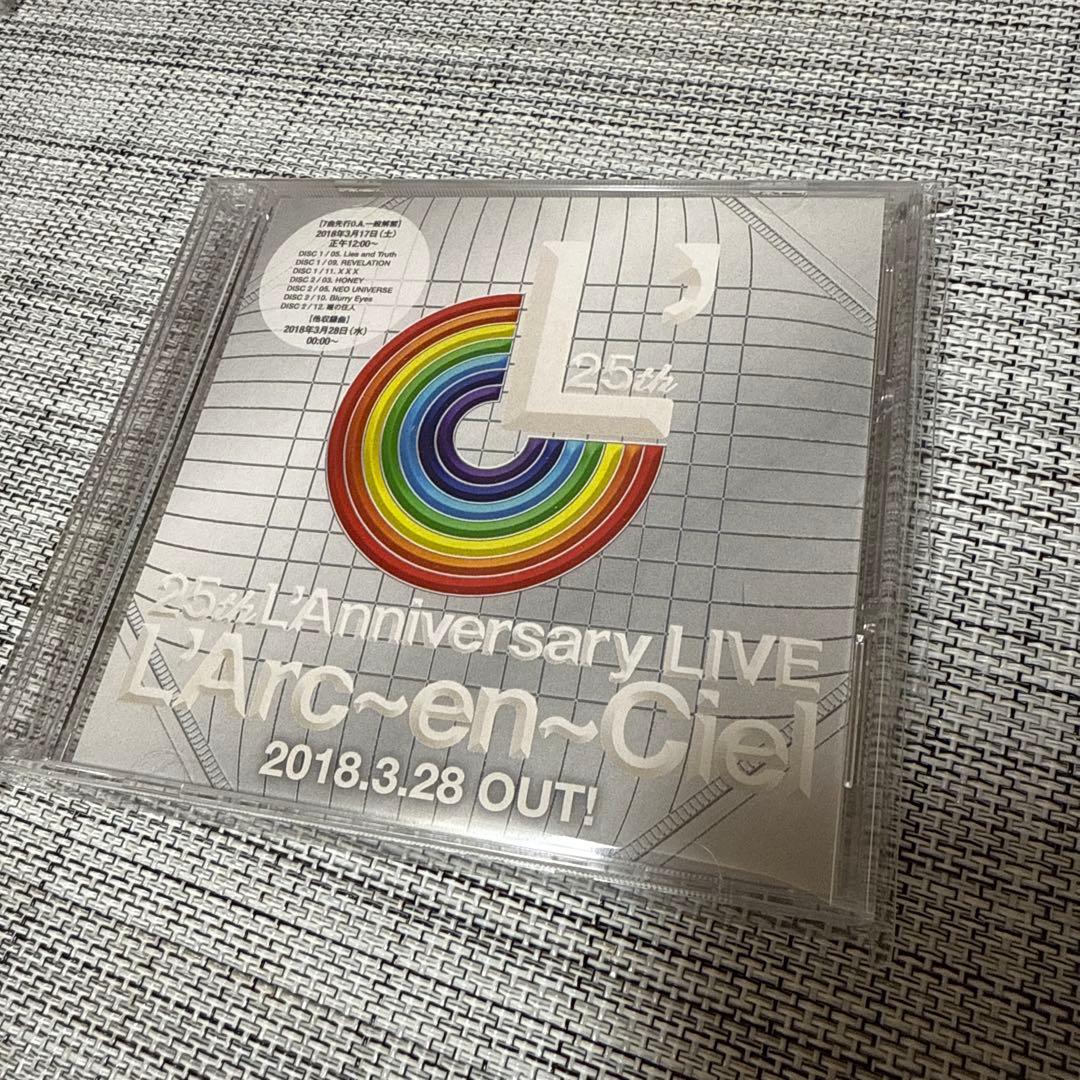 [7曲先行O.A.一般解禁]
2018年3月17日(土)
正午12:00~
DISC 1 / 05. Lies and Truth
DISC 1 / 09. REVELATION
DISC 1 / 11. X X X
DISC 2 / 03. HONEY
DISC 2 / 05. NEO UNIVERSE
DISC 2 / 10. Blurry Eyes
DISC 2 / 12. 瞳の住人
[他収録曲]
2018年3月28日(水)
00:00~
L'
25th
25th L'Anniversary LIVE
L'Arc~en~Ciel
2018.3.28 OUT!